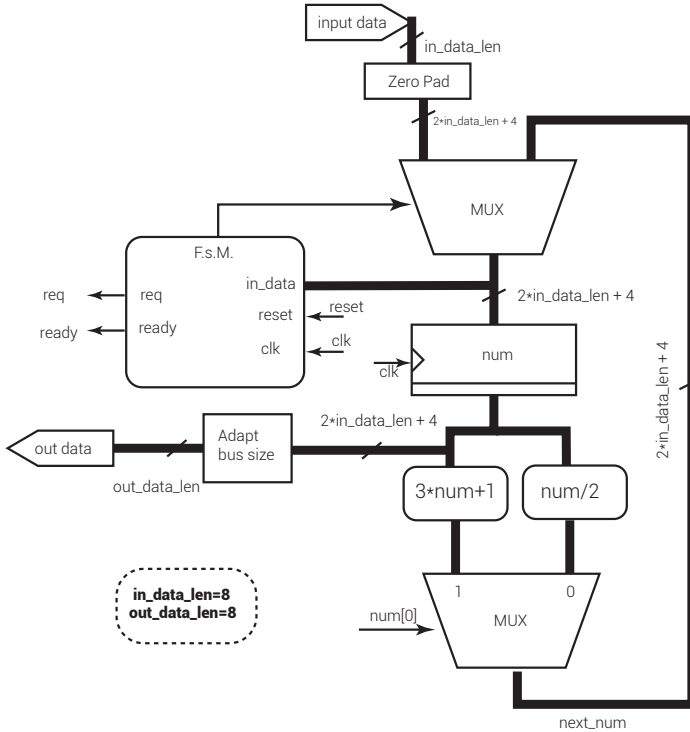 input data
in_data_len
Zero Pad
2*in_data_len + 4
MUX
F.s.M.
in_data
req
req
reset
reset
ready
ready
clk
clk
2*in_data_len + 4
num
clk
2*in_data_len + 4
2*in_data_len + 4
out data
Adapt
bus size
out_data_len
3*num+1
num/2
1
0
MUX
num[0]
in_data_len=8
out_data_len=8
next_num